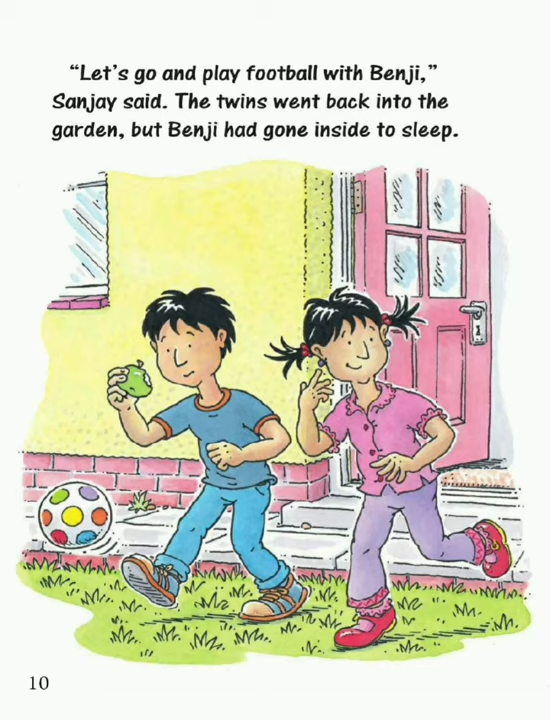 “Let’s go and play football with Benji,”
Sanjay said. The twins went back into the
garden, but Benji had gone inside to sleep.
10